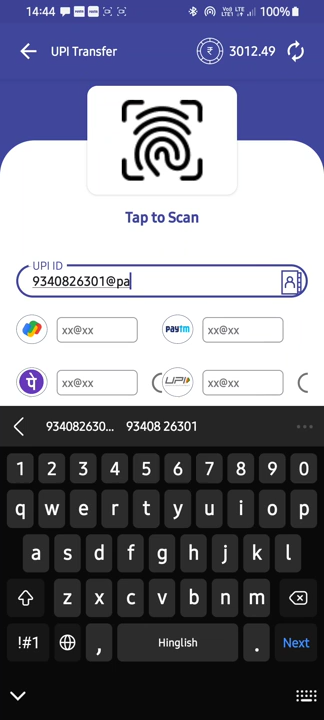 14:44
100%
UPI Transfer
3012.49
Tap to Scan
UPI ID
9340826301@pa
xx@xx
paytm
xx@xx
पे
xx@xx
UPI
xx@xx
934082630...
93408 26301
1 2 3 4 5 6 7 8 9 0
q w e r t y u i o p
a s d f g h j k l
z x c v b n m
!#1 , Hinglish . Next